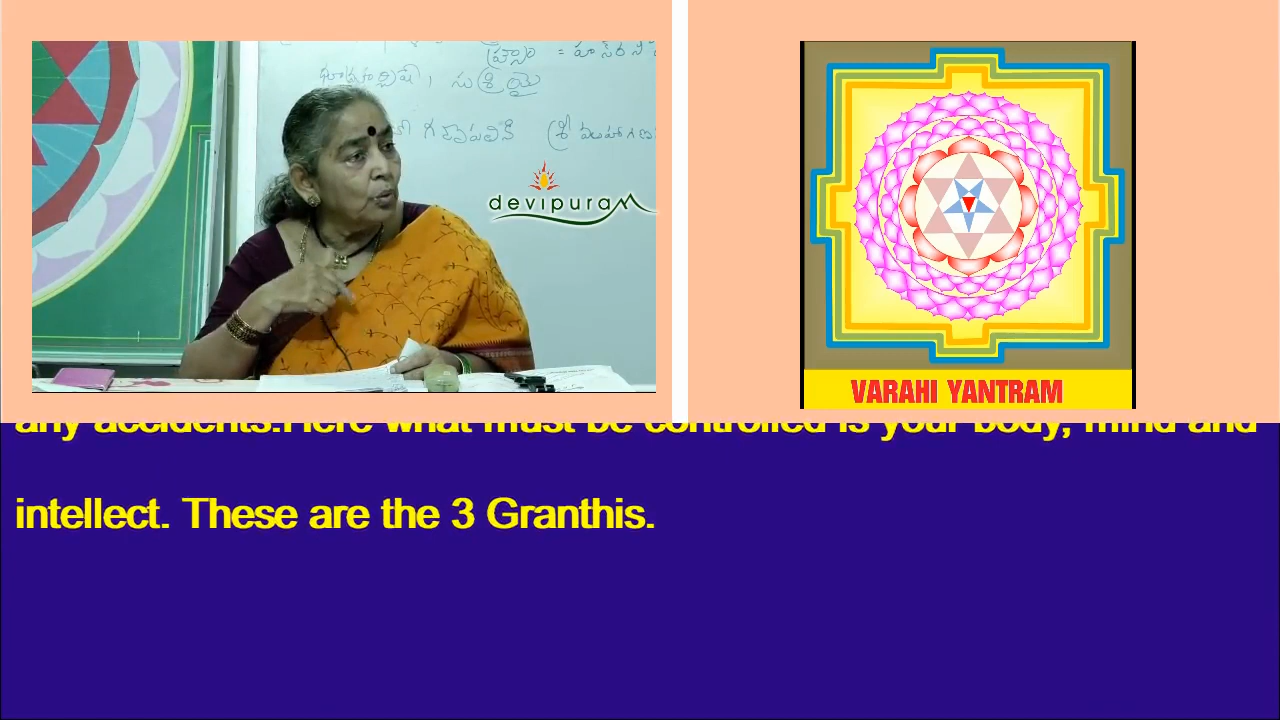 devipuram
VARAHI YANTRAM
any accidents.Here what must be controlled is your body, mind and
intellect. These are the 3 Granthis.